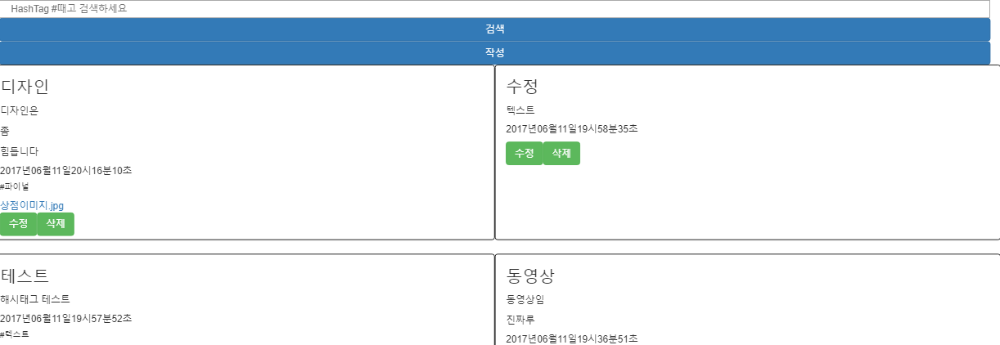 HashTag #때고 검색하세요
검색
작성
디자인
디자인은
좀
힘듭니다
2017년06월11일20시16분10초
#파이널
상점이미지.jpg
수정 삭제
수정
텍스트
2017년06월11일19시58분35초
수정 삭제
테스트
해시태그 테스트
2017년06월11일19시57분52초
#텍스트
동영상
동영상임
진짜루
2017년06월11일19시36분51초